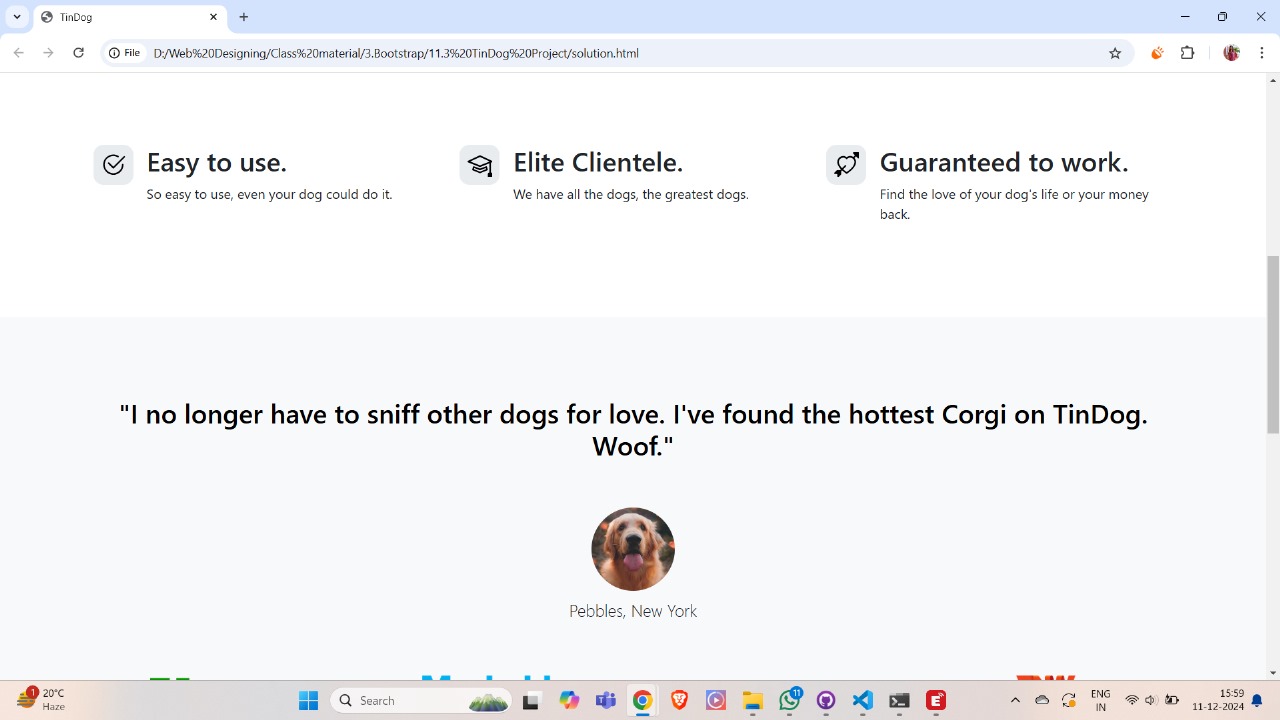 TinDog
File
D:/Web%20Designing/Class%20material/3.Bootstrap/11.3%20TinDog%20Project/solution.html
Easy to use.
So easy to use, even your dog could do it.
Elite Clientele.
We have all the dogs, the greatest dogs.
Guaranteed to work.
Find the love of your dog's life or your money
back.
"I no longer have to sniff other dogs for love. I've found the hottest Corgi on TinDog.
Woof."
Pebbles, New York
1
20°C
Haze
Search
11
ENG
IN
15:59
11-12-2024